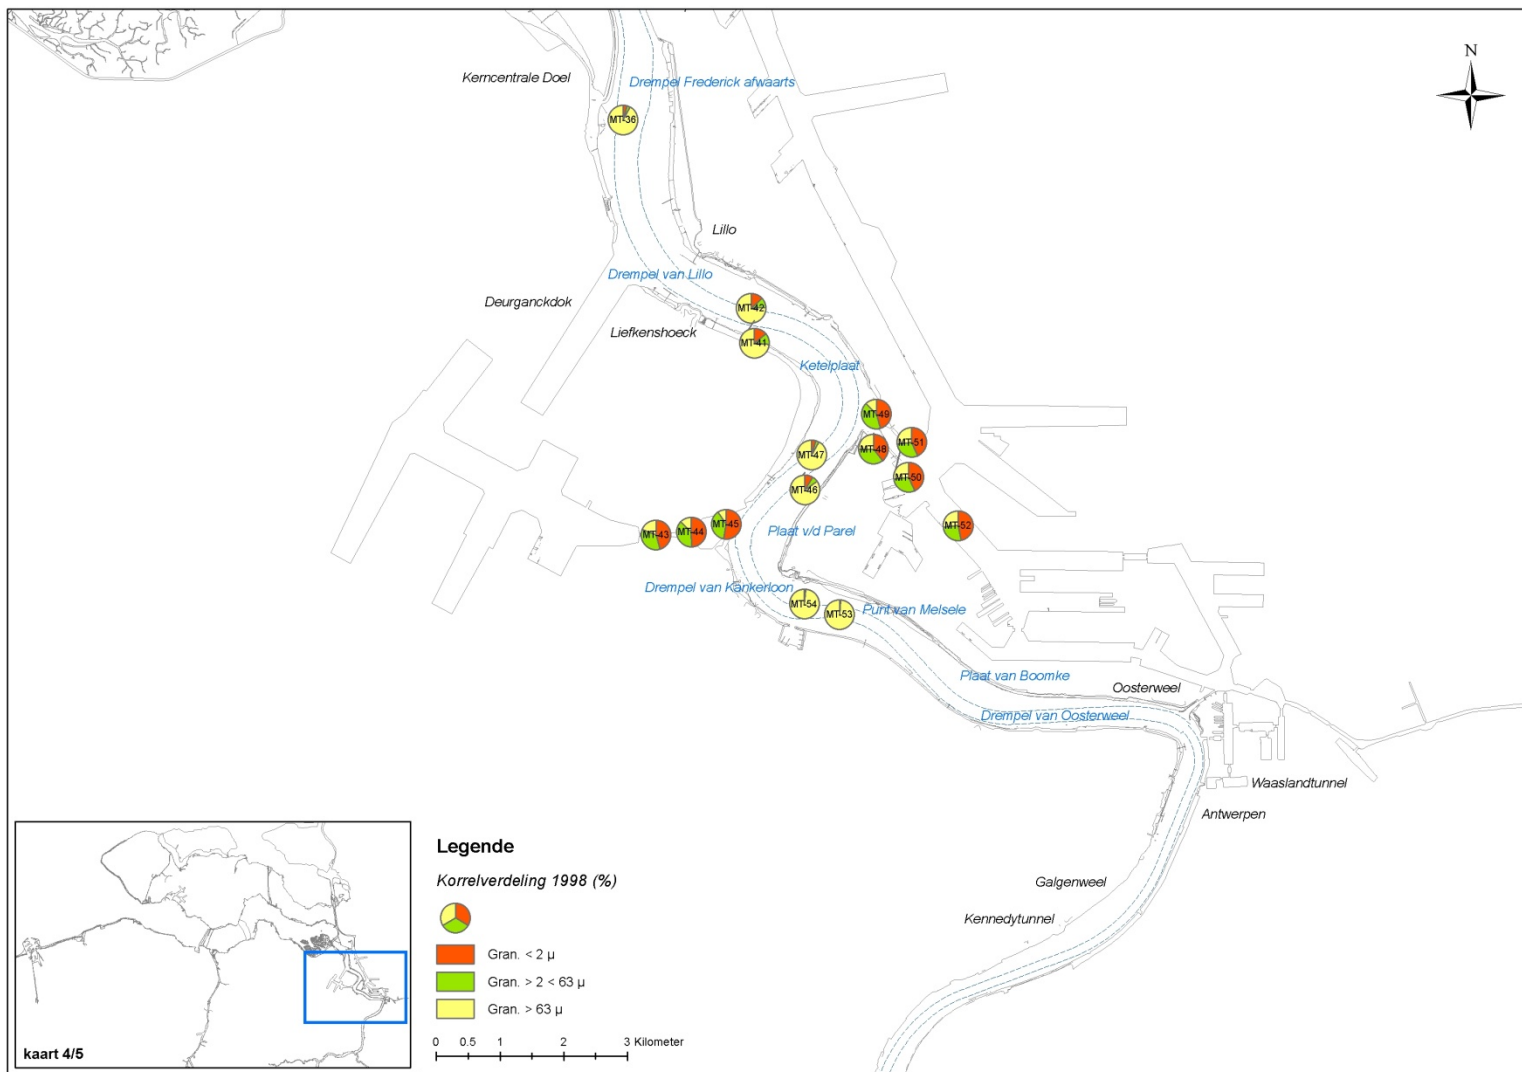 N
Kerncentrale Doel
Drempel Frederick afwaarts
MT-36
Lillo
Drempel van Lillo
Deurganckdok
MT-42
Liefkenshoeck
MT-41
Ketelplaat
MT-49
MT-51
MT-48
MT-47
MT-50
MT-46
MT-45
MT-44
MT-43
MT-52
Plaat v/d Parel
Drempel van Kankerloon
MT-54
MT-53
Punt van Melsele
Plaat van Boomke
Oosterweel
Drempel van Oosterweel
Waaslandtunnel
Antwerpen
Galgenweel
Kennedytunnel
Legende
Korrelverdeling 1998 (%)
Gran. < 2 µ
Gran. > 2 < 63 µ
Gran. > 63 µ
0 0.5 1 2 3 Kilometer
kaart 4/5